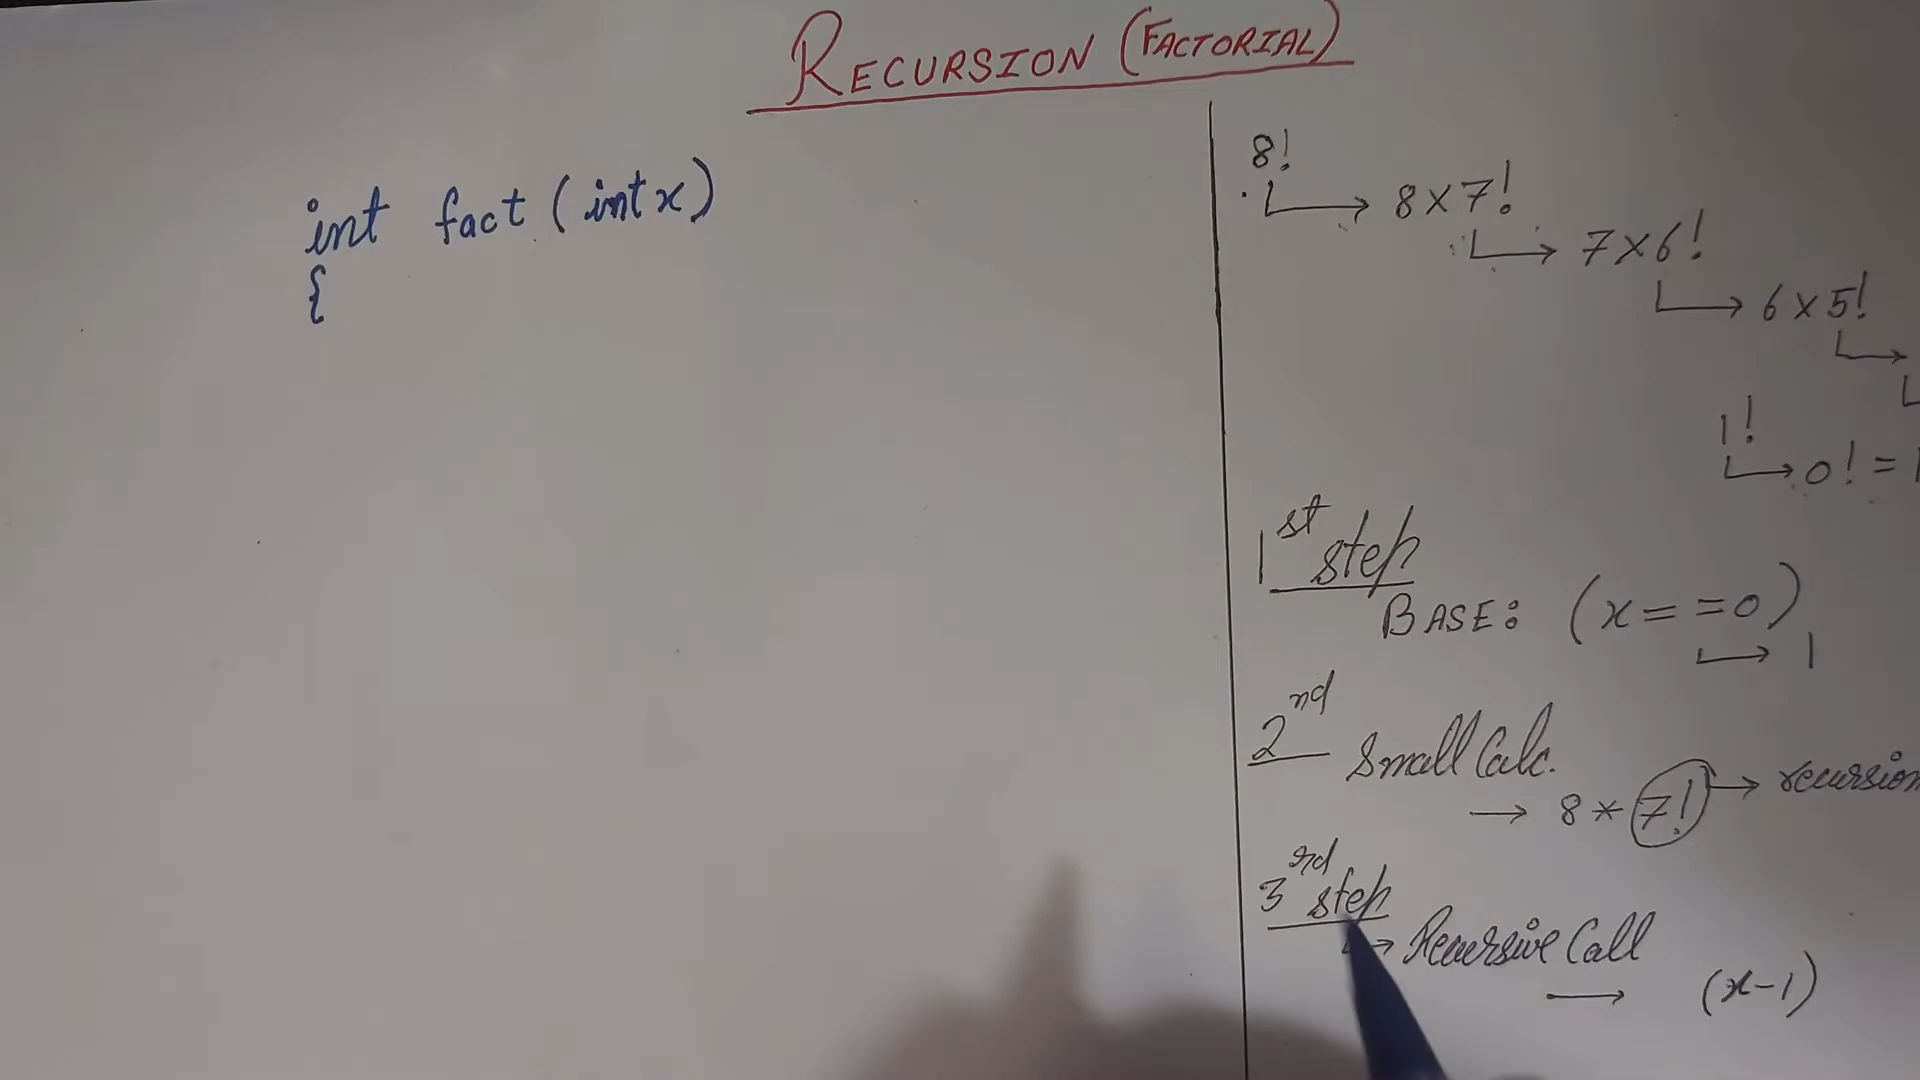 RECURSION (FACTORIAL)
int fact (int x)
{
8!
8 x 7!
7 x 6!
6 x 5!
1!
0! =
1st step
BASE: (x = = 0)
1
2nd Small Calc.
8 * 7! recursion
3rd step
Recursive Call
(x - 1)